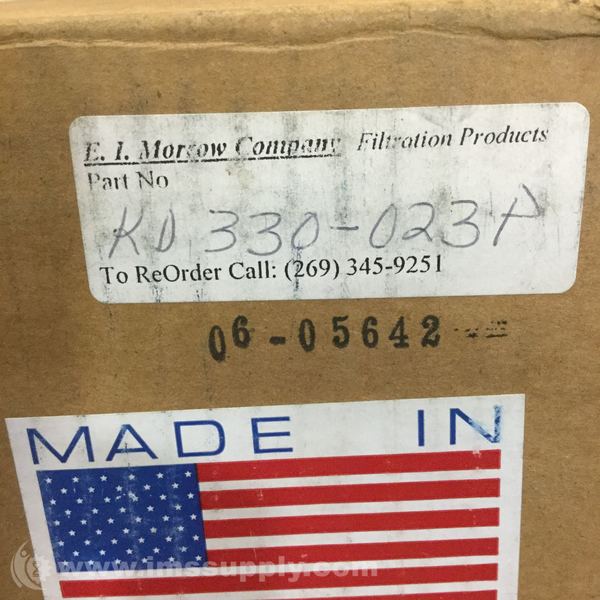 E. I. Morrow Company Filtration Products
Part No
KD 330-023P
To ReOrder Call: (269) 345-9251
06-05642
MADE IN
www.imssupply.com